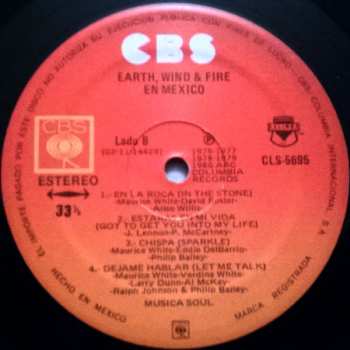 CBS
EARTH, WIND & FIRE
EN MEXICO
CBS
Lado B
ESTEREO
33⅓
℗
1976-1977
1978-1979
1980 ARC
COLUMBIA
RECORDS
CLS-5695
1.- EN LA ROCA (IN THE STONE)
Maurice White-David Foster-
Allee Willis
2.- ESTAS EN MI VIDA
(GOT TO GET YOU INTO MY LIFE)
J. Lennon-P. McCartney-
3.- CHISPA (SPARKLE)
Maurice White-Eddie DelBarrio-
Philip Bailey
4.- DEJAME HABLAR (LET ME TALK)
Maurice White-Verdine White
Larry Dunn-Al McKay-
Ralph Johnson & Philip Bailey
MUSICA SOUL
HECHO EN MEXICO
MARCA REGISTRADA